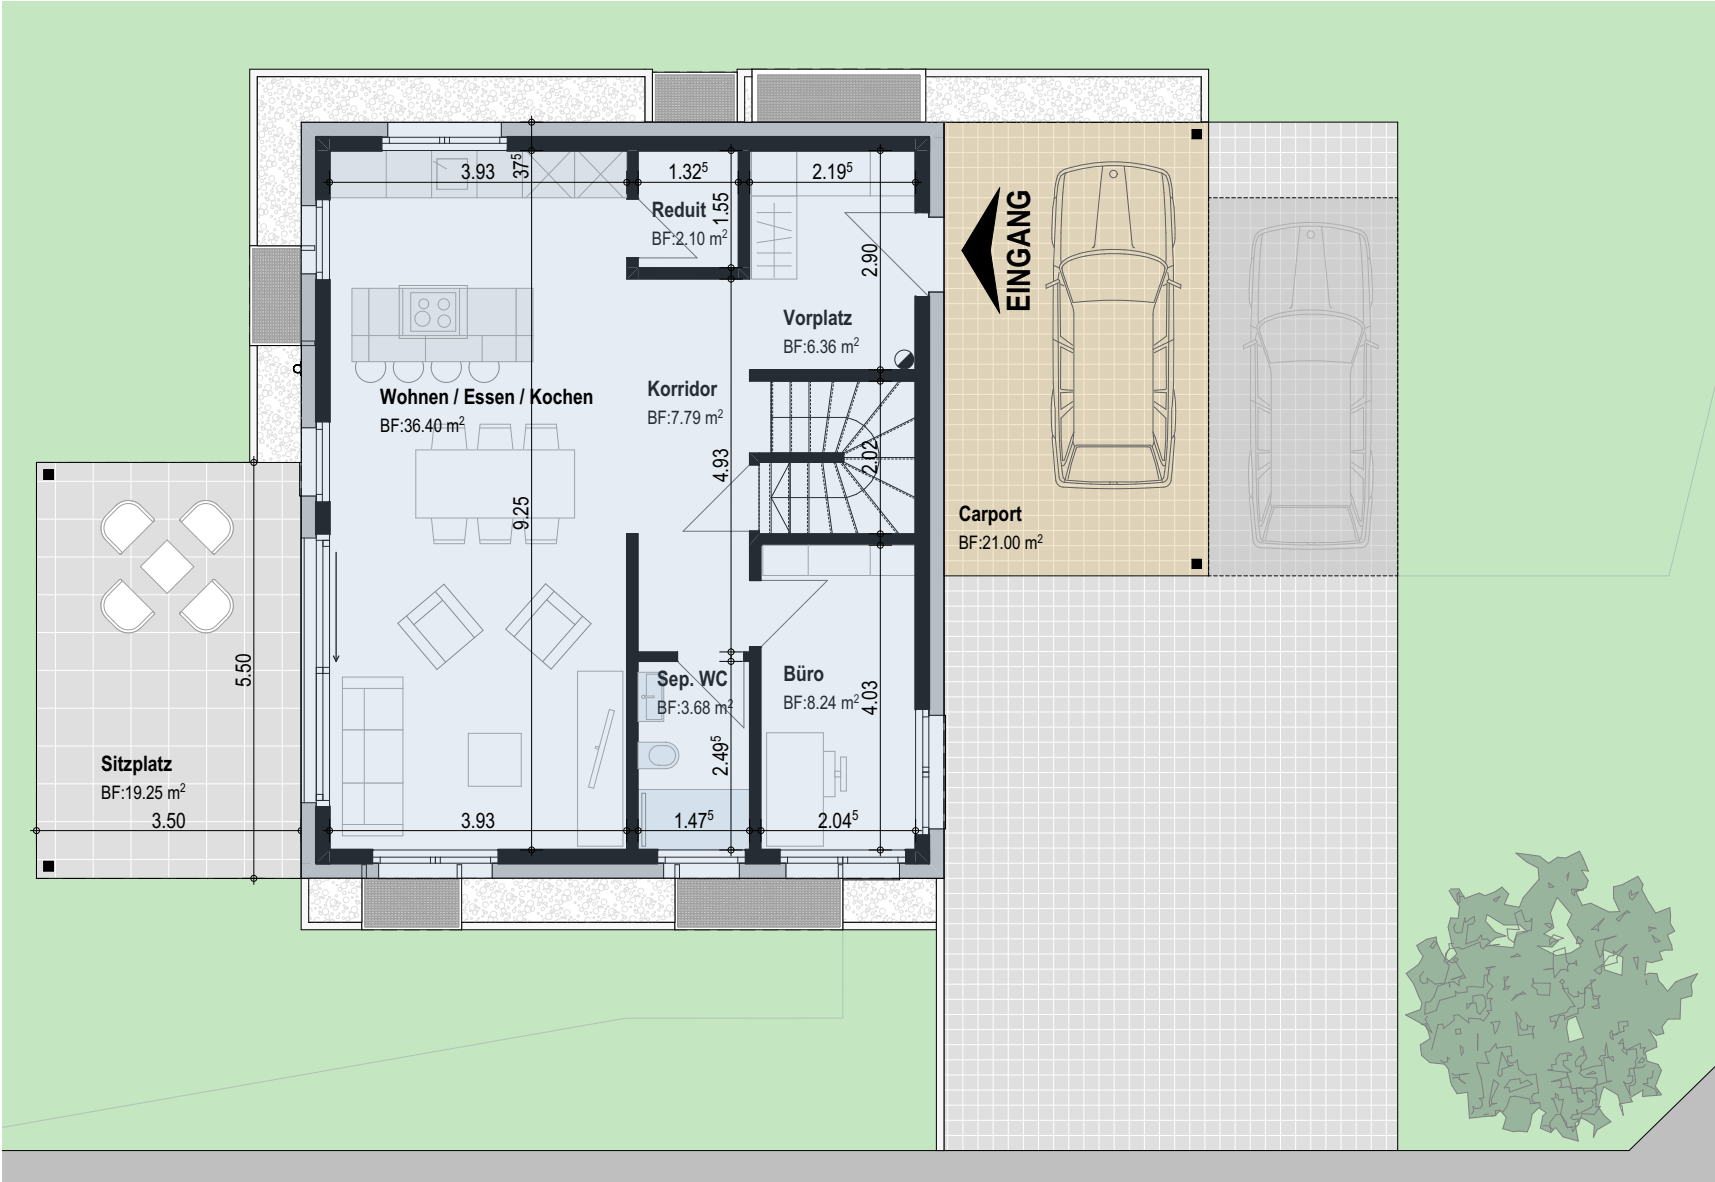 37⁵
3.93
1.32⁵
2.19⁵
Reduit
BF:2.10 m²
1.55
2.90
EINGANG
Vorplatz
BF:6.36 m²
Wohnen / Essen / Kochen
BF:36.40 m²
Korridor
BF:7.79 m²
4.93
2.02
9.25
Carport
BF:21.00 m²
5.50
Sep. WC
BF:3.68 m²
Büro
BF:8.24 m²
4.03
2.49⁵
Sitzplatz
BF:19.25 m²
3.50
3.93
1.47⁵
2.04⁵